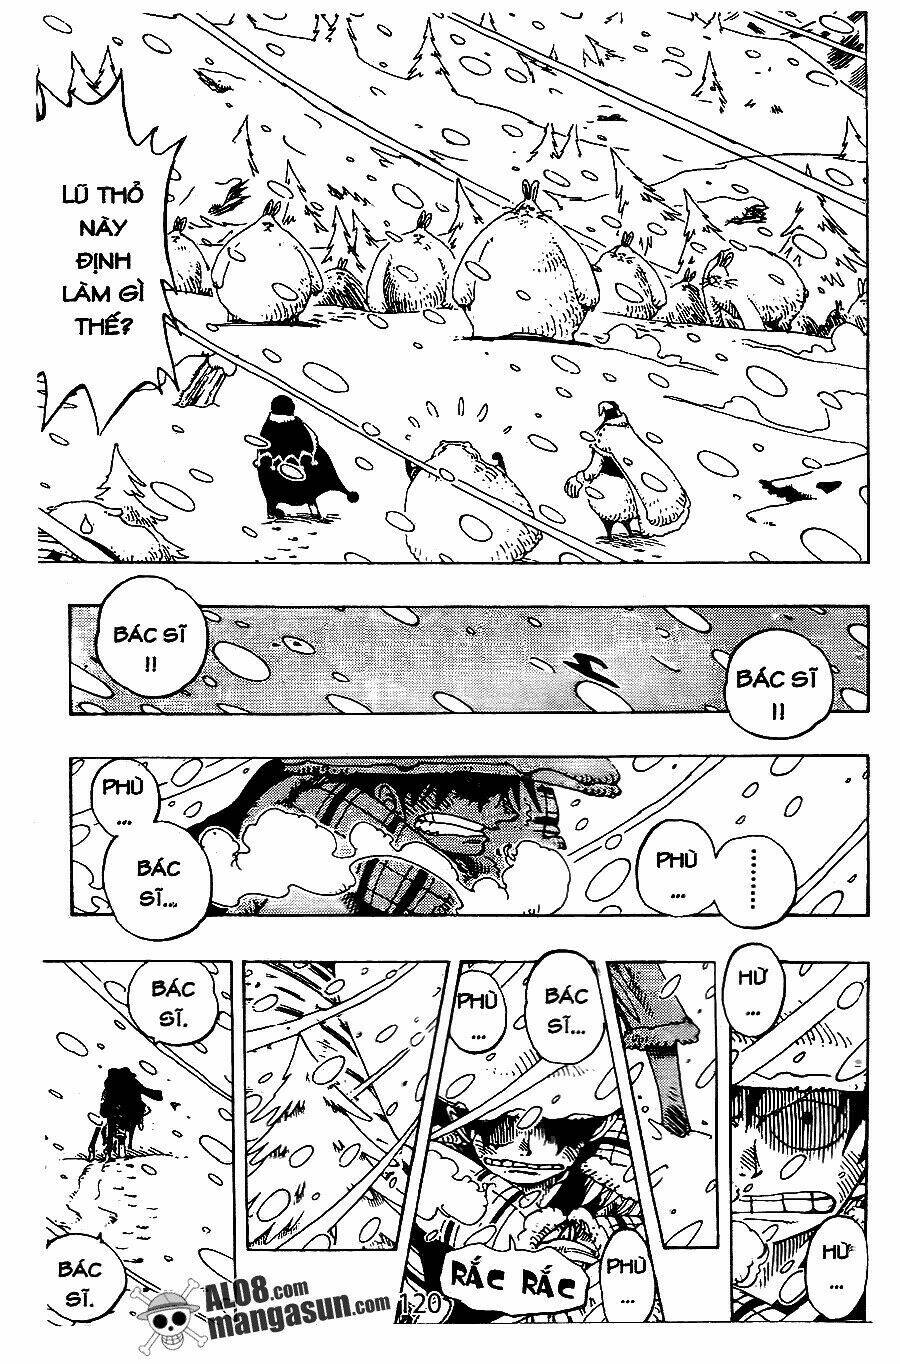 LŨ THỎ
NÀY
ĐỊNH
LÀM GÌ
THẾ?
BÁC SĨ
!!
BÁC SĨ
!!
PHÙ
...
BÁC
SĨ...
PHÙ
...
.........
BÁC
SĨ.
BÁC
SĨ.
PHÙ
...
BÁC
SĨ...
RẮC RẮC
PHÙ
...
HỪ
...
HỪ
...
ALO8.com
mangasun.com
120